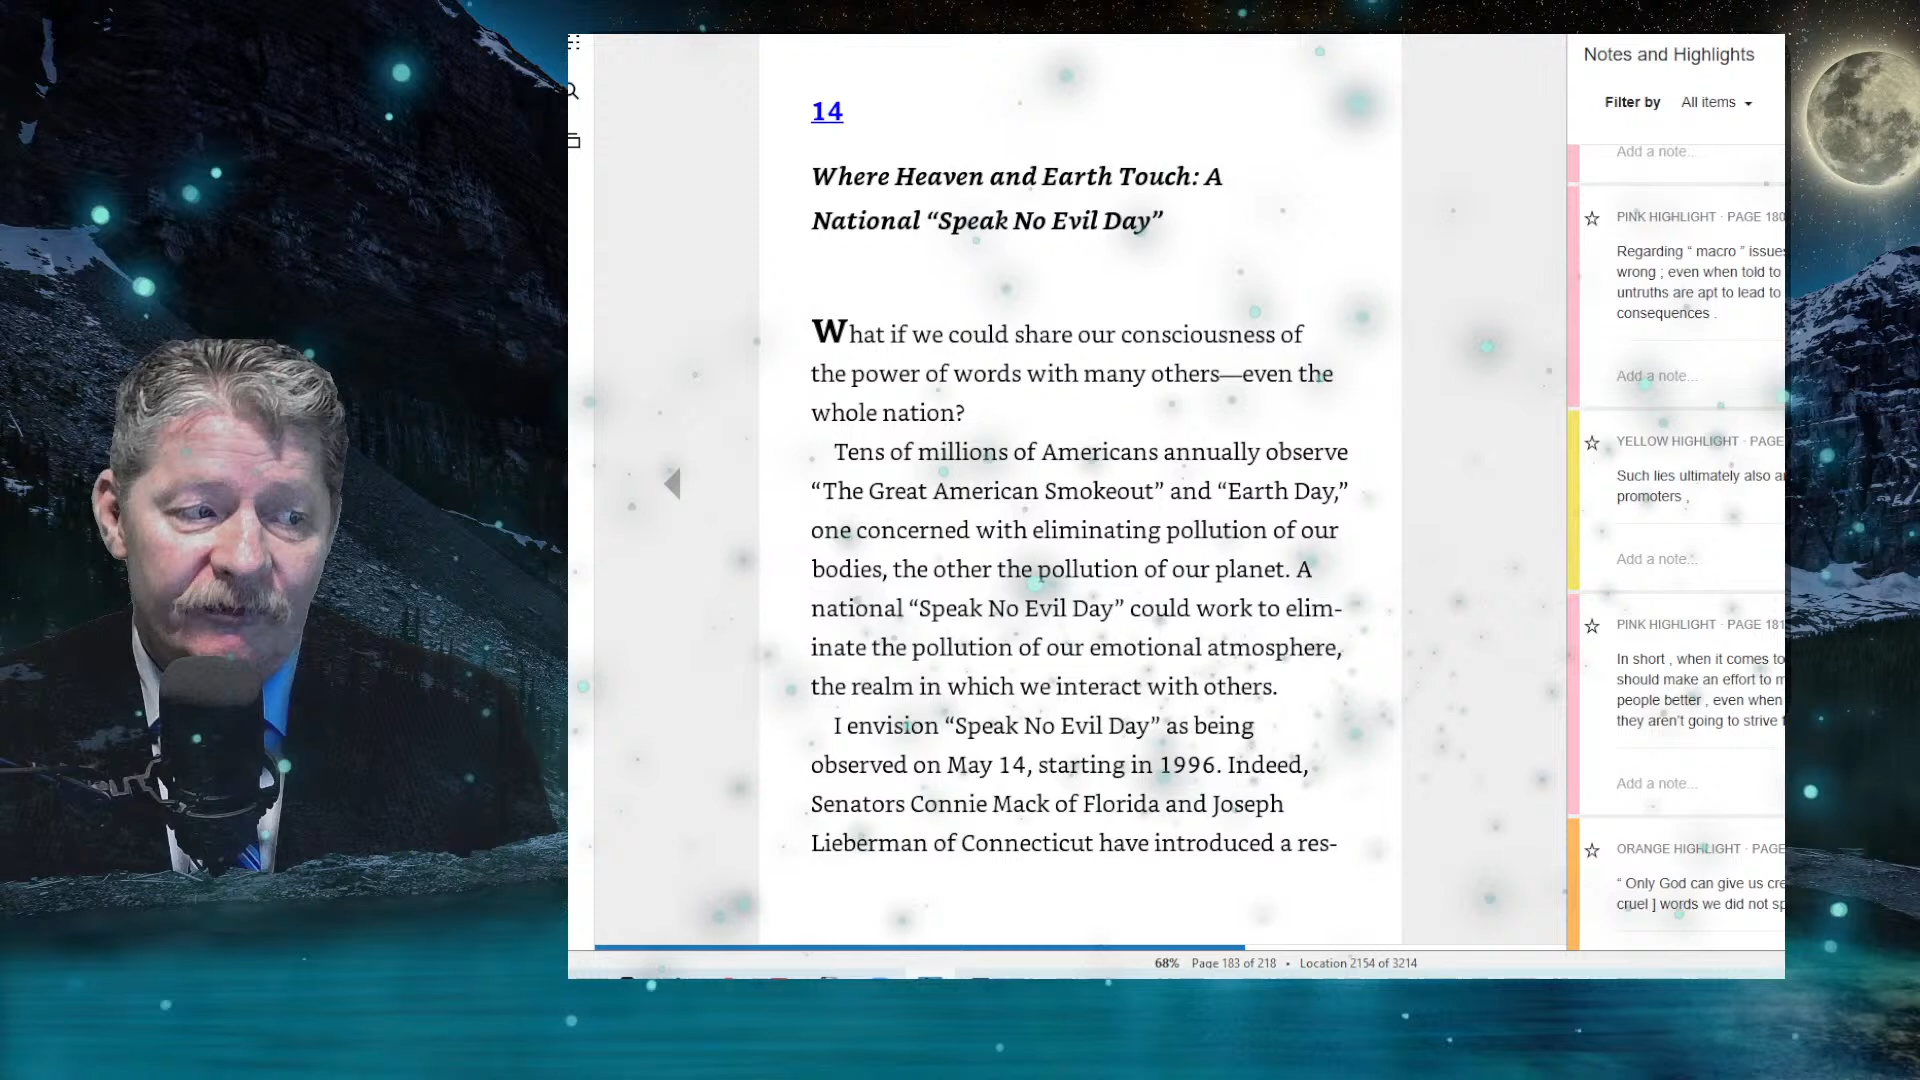 14
Where Heaven and Earth Touch: A
National “Speak No Evil Day”
What if we could share our consciousness of
the power of words with many others—even the
whole nation?
Tens of millions of Americans annually observe
“The Great American Smokeout” and “Earth Day,”
one concerned with eliminating pollution of our
bodies, the other the pollution of our planet. A
national “Speak No Evil Day” could work to elim-
inate the pollution of our emotional atmosphere,
the realm in which we interact with others.
I envision “Speak No Evil Day” as being
observed on May 14, starting in 1996. Indeed,
Senators Connie Mack of Florida and Joseph
Lieberman of Connecticut have introduced a res-
68% Page 183 of 218 • Location 2154 of 3214
Notes and Highlights
Filter by All items
Add a note...
PINK HIGHLIGHT · PAGE 180
Regarding “ macro ” issues
wrong ; even when told to
untruths are apt to lead to
consequences .
Add a note...
YELLOW HIGHLIGHT · PAGE
Such lies ultimately also
promoters ,
Add a note...
PINK HIGHLIGHT · PAGE 181
In short , when it comes to
should make an effort to
people better , even when
they aren't going to strive
Add a note...
ORANGE HIGHLIGHT · PAGE
“ Only God can give us
cruel ] words we did not